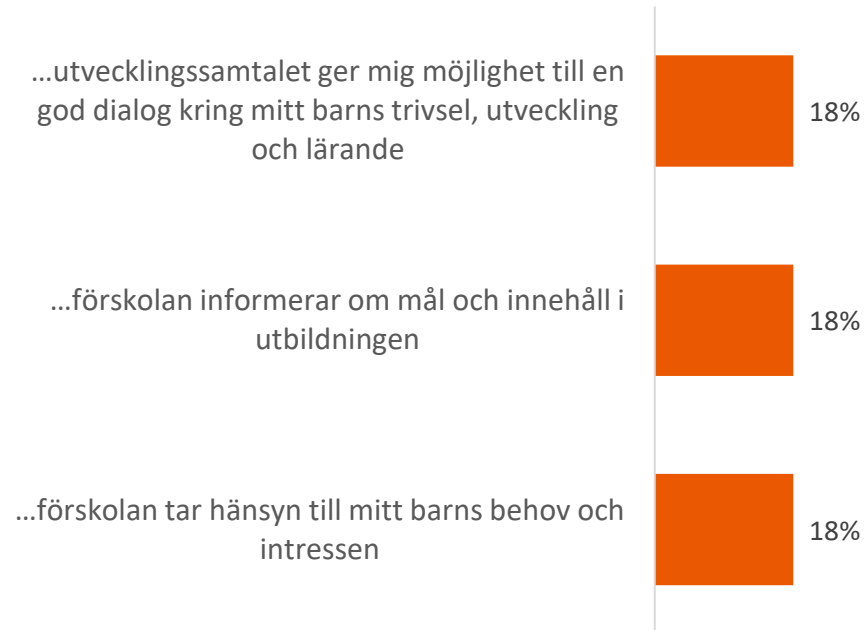 ...utvecklingssamtalet ger mig möjlighet till en
god dialog kring mitt barns trivsel, utveckling
och lärande
18%
...förskolan informerar om mål och innehåll i
utbildningen
18%
...förskolan tar hänsyn till mitt barns behov och
intressen
18%